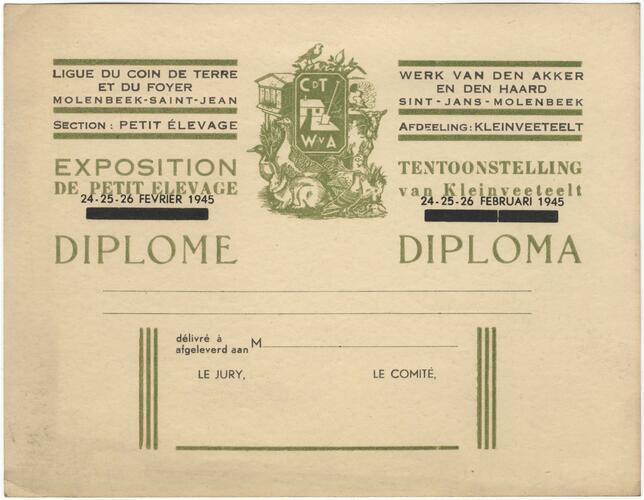 LIGUE DU COIN DE TERRE
ET DU FOYER
MOLENBEEK-SAINT-JEAN
SECTION : PETIT ÉLEVAGE
EXPOSITION
DE PETIT ELEVAGE
24-25-26 FEVRIER 1945
DIPLOME
CDT
WVA
WERK VAN DEN AKKER
EN DEN HAARD
SINT-JANS-MOLENBEEK
AFDEELING: KLEINVEETEELT
TENTOONSTELLING
van Kleinveeteelt
24-25-26 FEBRUARI 1945
DIPLOMA
délivré à
afgeleverd aan M
LE JURY, LE COMITÉ,